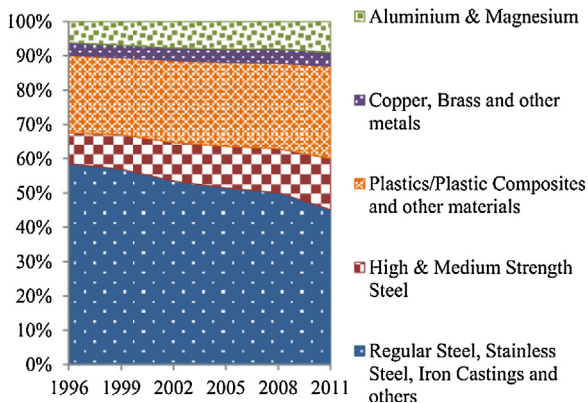 100%
90%
80%
70%
60%
50%
40%
30%
20%
10%
0%
1996 1999 2002 2005 2008 2011
Aluminium & Magnesium
Copper, Brass and other
metals
Plastics/Plastic Composites
and other materials
High & Medium Strength
Steel
Regular Steel, Stainless
Steel, Iron Castings and
others